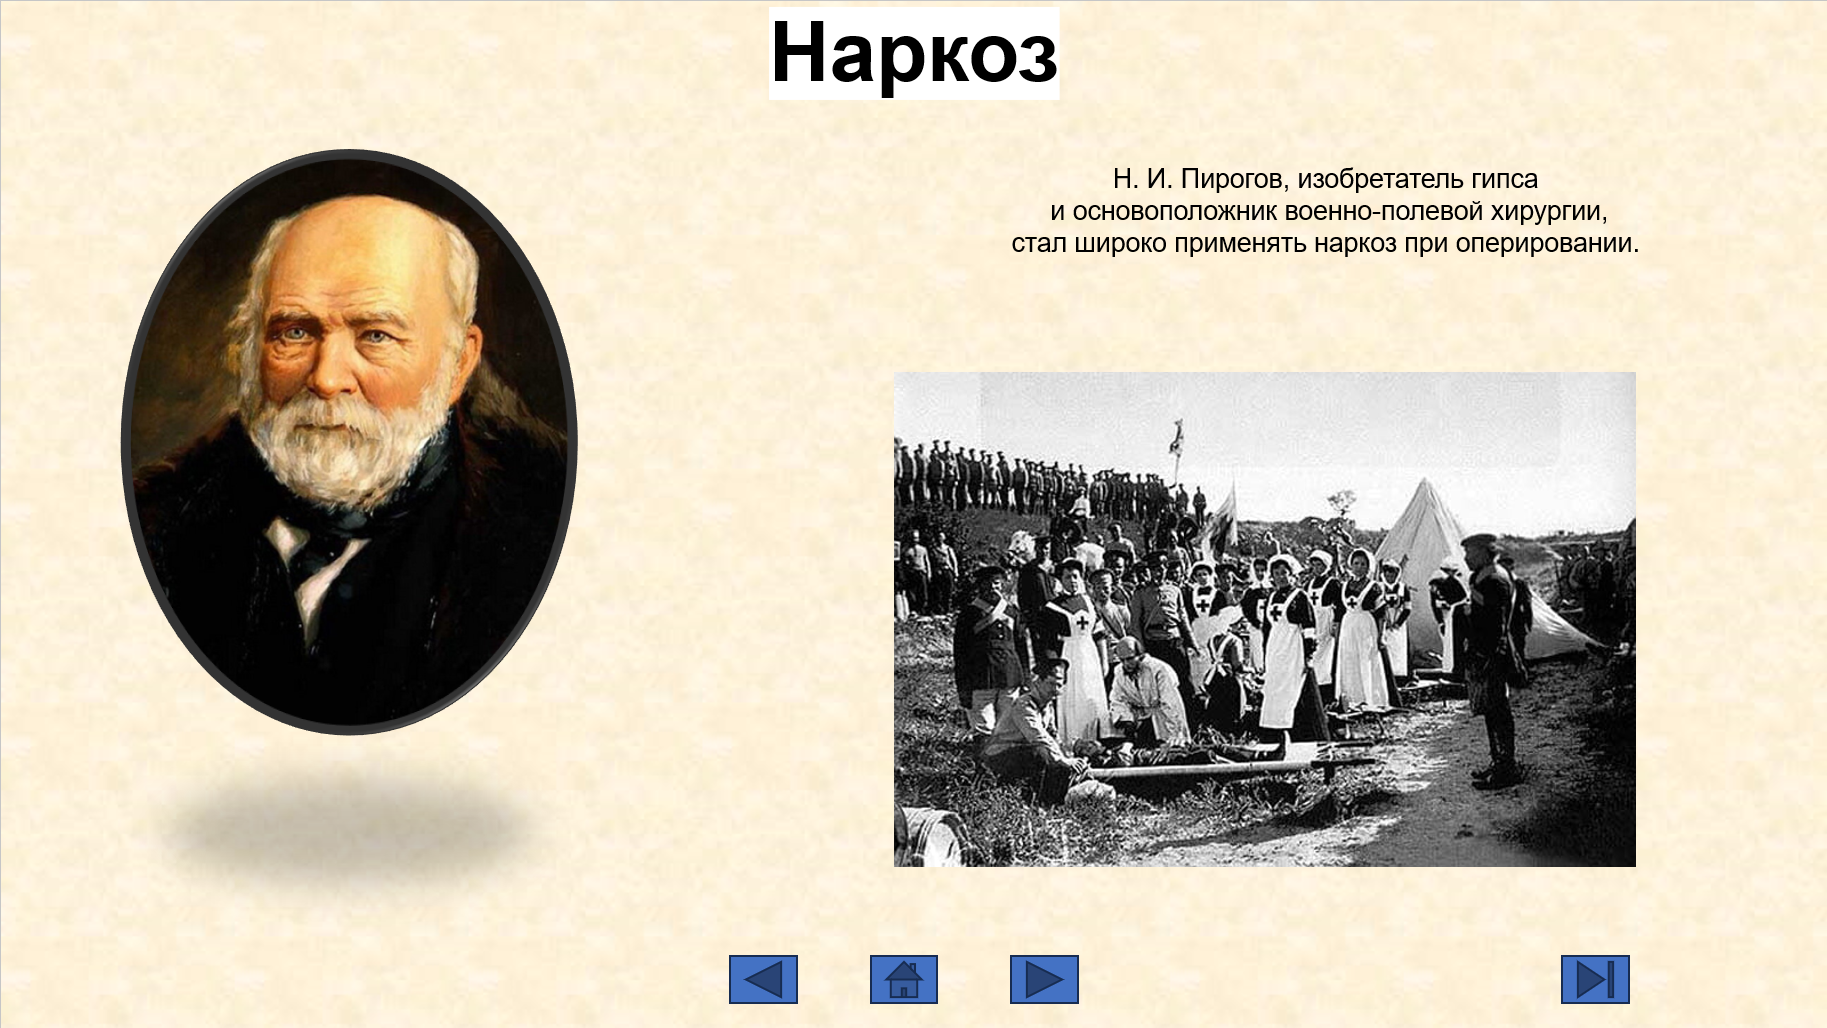 Наркоз
Н. И. Пирогов, изобретатель гипса
и основоположник военно-полевой хирургии,
стал широко применять наркоз при оперировании.